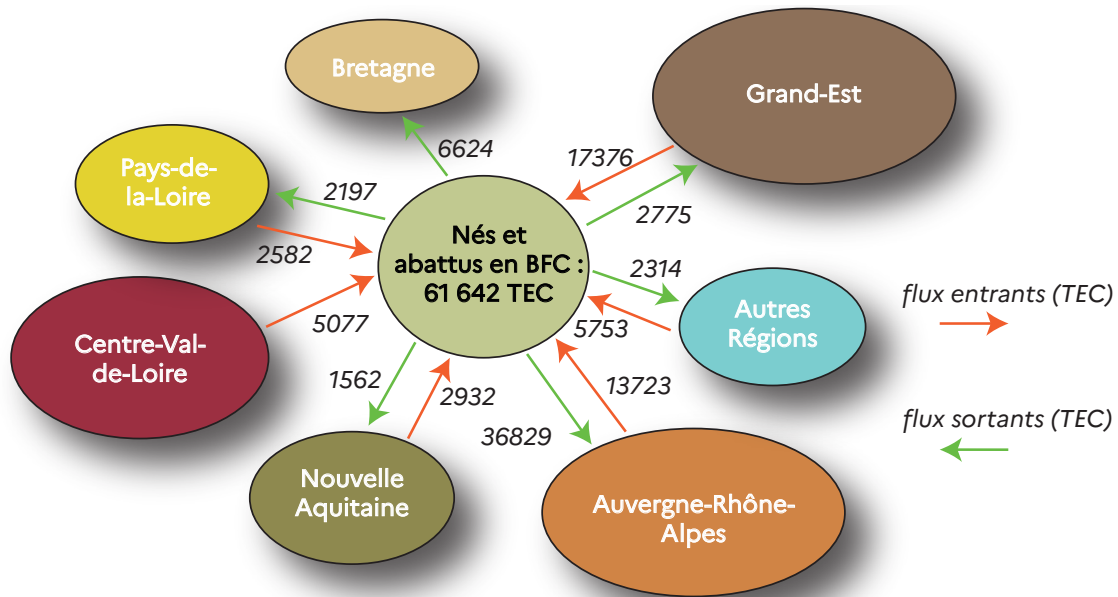 Bretagne
Grand-Est
6624
17376
Pays-de-
la-Loire
2197
2775
2582
Nés et
abattus en BFC :
61 642 TEC
2314
Autres
Régions
5753
flux entrants (TEC)
Centre-Val-
de-Loire
5077
1562
2932
13723
36829
flux sortants (TEC)
Nouvelle
Aquitaine
Auvergne-Rhône-
Alpes